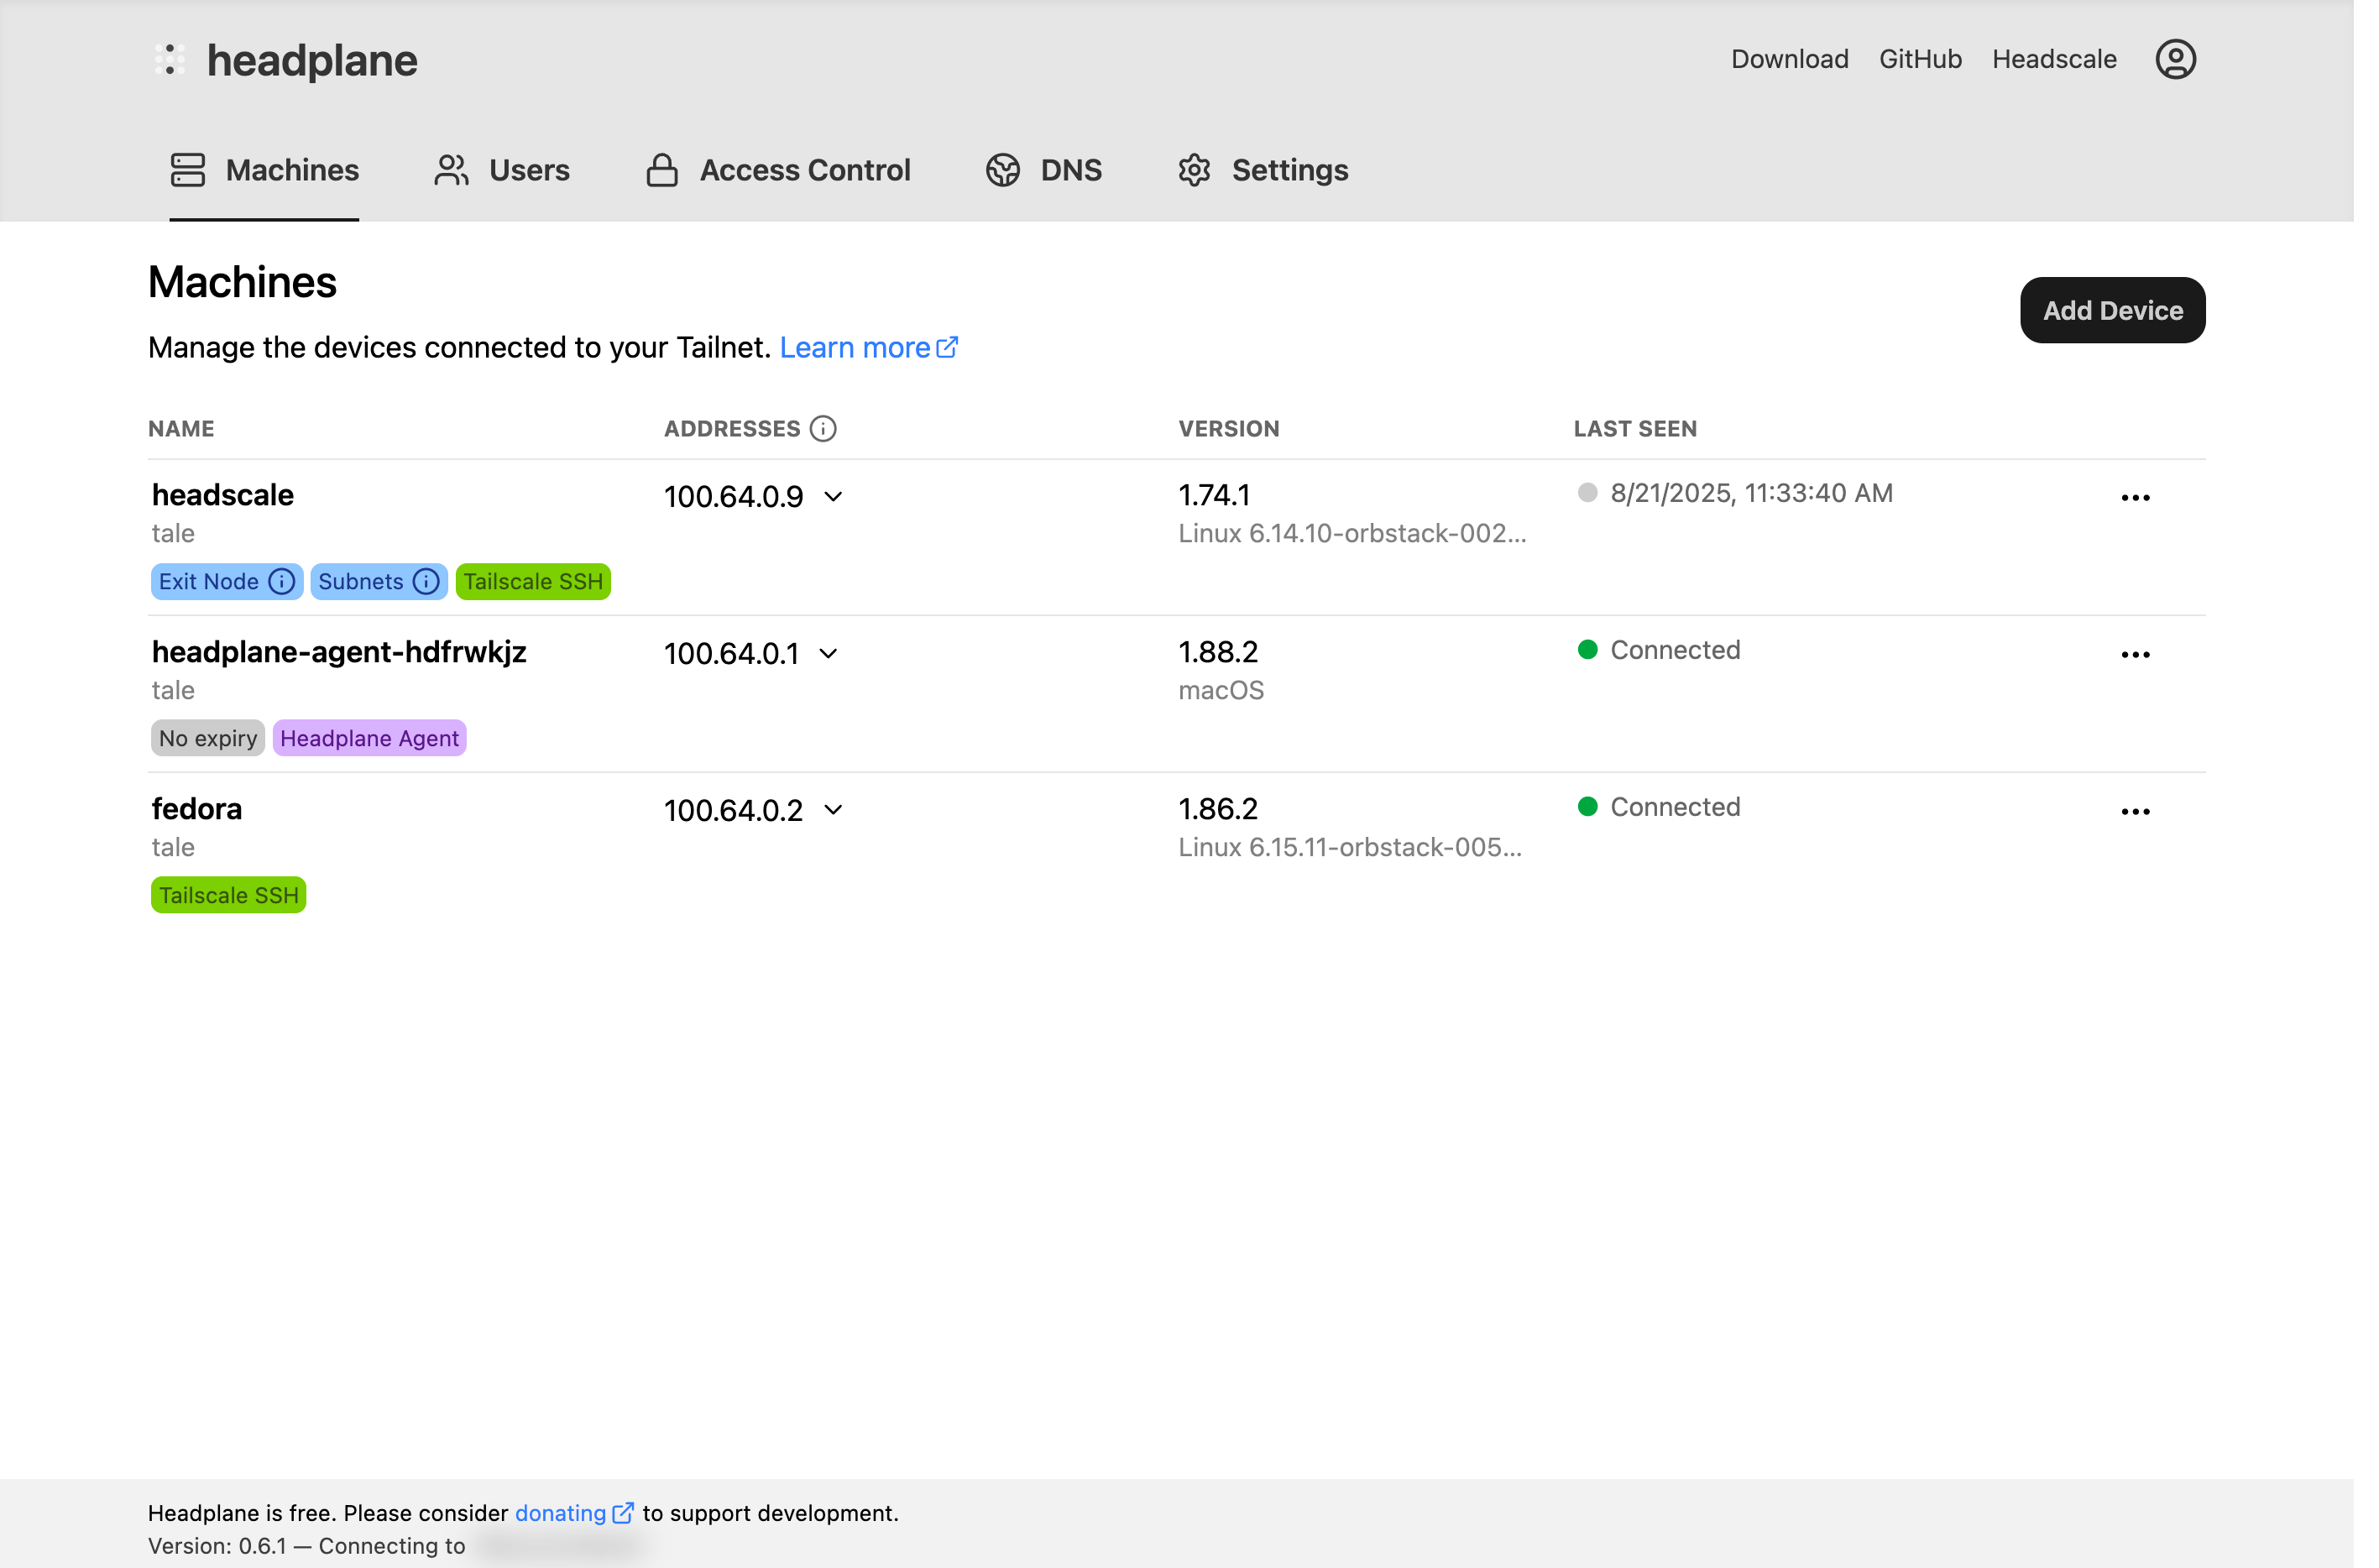 headplane
Download GitHub Headscale
Machines Users Access Control DNS Settings
Machines
Add Device
Manage the devices connected to your Tailnet. Learn more
NAME ADDRESSES VERSION LAST SEEN
headscale 100.64.0.9 1.74.1 8/21/2025, 11:33:40 AM
tale Linux 6.14.10-orbstack-002...
Exit Node Subnets Tailscale SSH
headplane-agent-hdfrwkjz 100.64.0.1 1.88.2 Connected
tale macOS
No expiry Headplane Agent
fedora 100.64.0.2 1.86.2 Connected
tale Linux 6.15.11-orbstack-005...
Tailscale SSH
Headplane is free. Please consider donating to support development.
Version: 0.6.1 — Connecting to